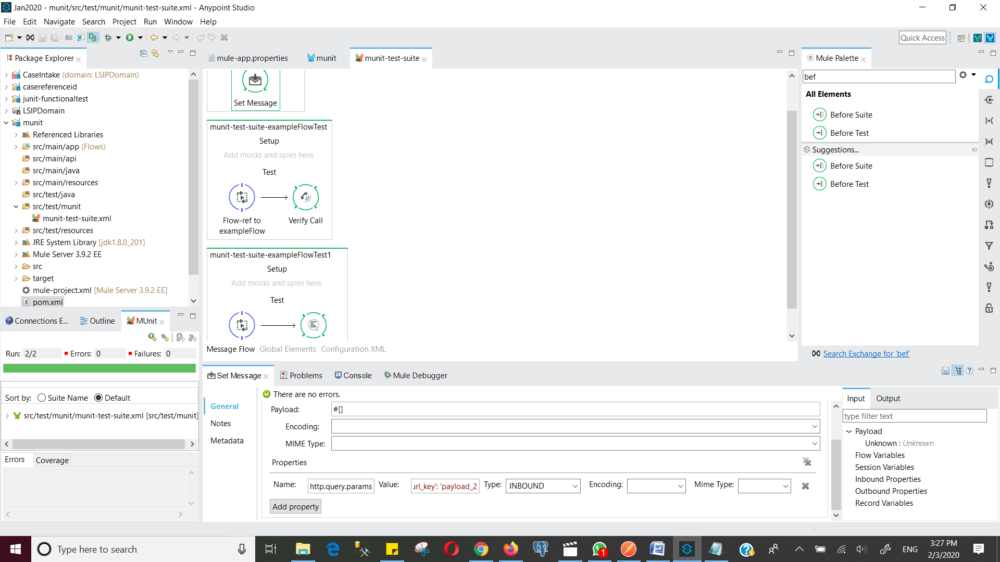 Jan2020 - munit/src/test/munit/munit-test-suite.xml - Anypoint Studio
File Edit Navigate Search Project Run Window Help
Quick Access
Package Explorer
CaseIntake (domain: LSIPDomain)
casereferenceid
junit-functionaltest
LSIPDomain
munit
Referenced Libraries
src/main/app (Flows)
src/main/api
src/main/java
src/main/resources
src/test/java
src/test/munit
munit-test-suite.xml
src/test/resources
JRE System Library [jdk1.8.0_201]
Mule Server 3.9.2 EE
src
target
mule-project.xml [Mule Server 3.9.2 EE]
pom.xml
mule-app.properties munit munit-test-suite
Set Message
munit-test-suite-exampleFlowTest
Setup
Add mocks and spies here.
Test
Flow-ref to exampleFlow
Verify Call
munit-test-suite-exampleFlowTest1
Setup
Add mocks and spies here.
Test
Message Flow Global Elements Configuration XML
Mule Palette
bef
All Elements
Before Suite
Before Test
Suggestions...
Before Suite
Before Test
Search Exchange for 'bef'
Connections E... Outline MUnit
Run: 2/2 Errors: 0 Failures: 0
Sort by: Suite Name Default
src/test/munit/munit-test-suite.xml [src/test/munit]
Errors Coverage
Set Message Problems Console Mule Debugger
General
Notes
Metadata
There are no errors.
Payload: #[]
Encoding:
MIME Type:
Properties
Name: http.query.params Value: url_key': 'payload_2 Type: INBOUND Encoding: Mime Type:
Add property
Input Output
type filter text
Payload
Unknown : Unknown
Flow Variables
Session Variables
Inbound Properties
Outbound Properties
Record Variables
Type here to search
1
ENG
3:27 PM
2/3/2020